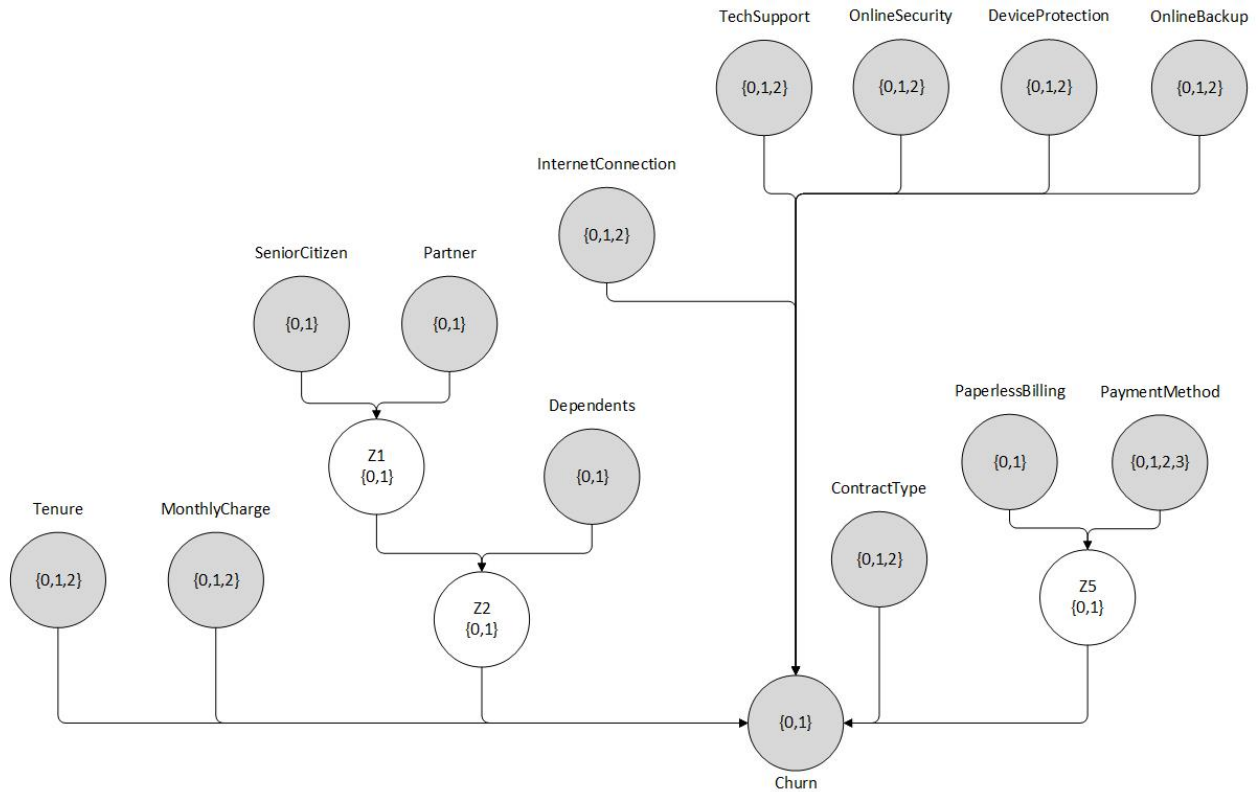 TechSupport
OnlineSecurity
DeviceProtection
OnlineBackup
{0,1,2}
{0,1,2}
{0,1,2}
{0,1,2}
InternetConnection
{0,1,2}
SeniorCitizen
Partner
{0,1}
{0,1}
PaperlessBilling
PaymentMethod
Dependents
Z1
{0,1}
{0,1}
{0,1}
{0,1,2,3}
ContractType
Tenure
MonthlyCharge
{0,1,2}
{0,1,2}
{0,1,2}
Z5
{0,1}
Z2
{0,1}
{0,1}
Churn